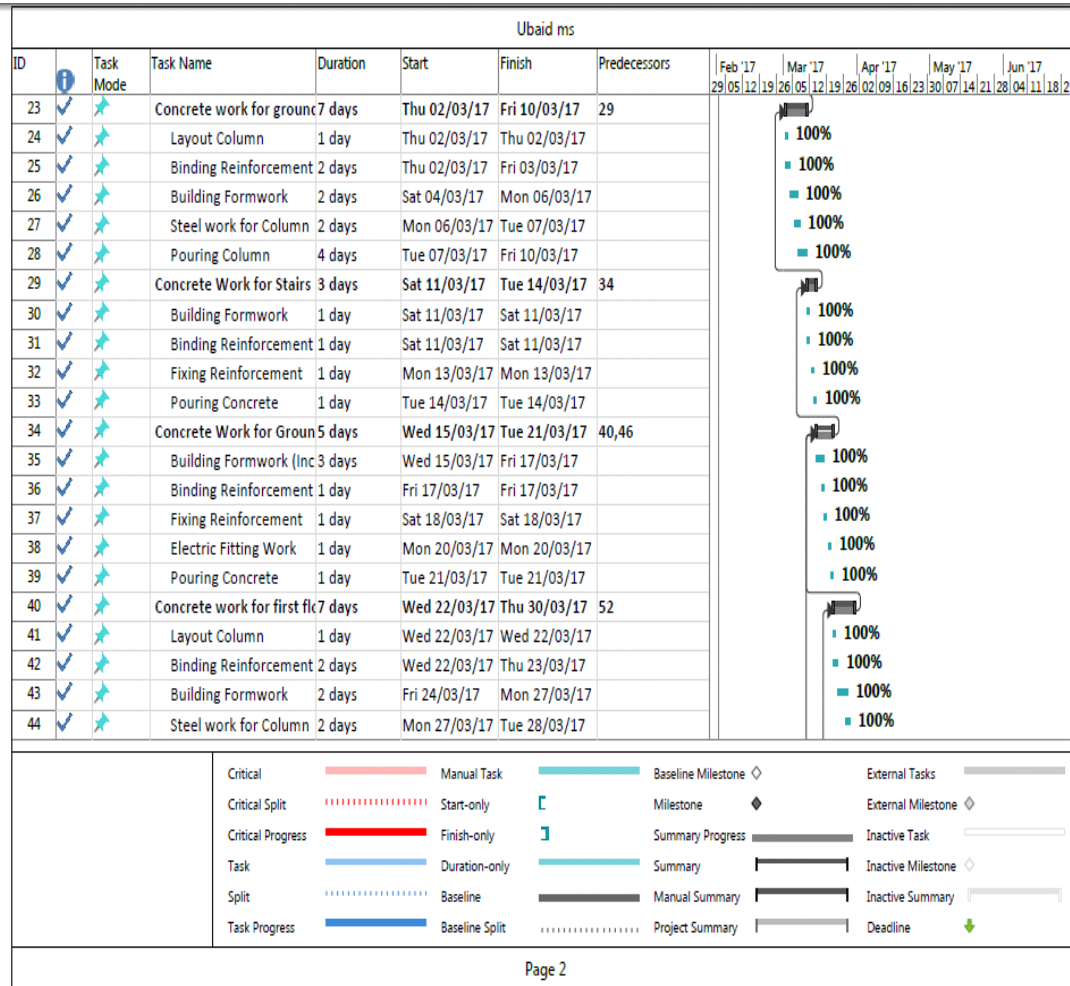 Ubaid ms
ID Task Mode Task Name Duration Start Finish Predecessors
Feb '17 Mar '17 Apr '17 May '17 Jun '17
29 05 12 19 26 05 12 19 26 02 09 16 23 30 07 14 21 28 04 11 18 2
23 Concrete work for ground 7 days Thu 02/03/17 Fri 10/03/17 29
24 Layout Column 1 day Thu 02/03/17 Thu 02/03/17 100%
25 Binding Reinforcement 2 days Thu 02/03/17 Fri 03/03/17 100%
26 Building Formwork 2 days Sat 04/03/17 Mon 06/03/17 100%
27 Steel work for Column 2 days Mon 06/03/17 Tue 07/03/17 100%
28 Pouring Column 4 days Tue 07/03/17 Fri 10/03/17 100%
29 Concrete Work for Stairs 3 days Sat 11/03/17 Tue 14/03/17 34
30 Building Formwork 1 day Sat 11/03/17 Sat 11/03/17 100%
31 Binding Reinforcement 1 day Sat 11/03/17 Sat 11/03/17 100%
32 Fixing Reinforcement 1 day Mon 13/03/17 Mon 13/03/17 100%
33 Pouring Concrete 1 day Tue 14/03/17 Tue 14/03/17 100%
34 Concrete Work for Groun 5 days Wed 15/03/17 Tue 21/03/17 40,46
35 Building Formwork (Inc 3 days Wed 15/03/17 Fri 17/03/17 100%
36 Binding Reinforcement 1 day Fri 17/03/17 Fri 17/03/17 100%
37 Fixing Reinforcement 1 day Sat 18/03/17 Sat 18/03/17 100%
38 Electric Fitting Work 1 day Mon 20/03/17 Mon 20/03/17 100%
39 Pouring Concrete 1 day Tue 21/03/17 Tue 21/03/17 100%
40 Concrete work for first flo 7 days Wed 22/03/17 Thu 30/03/17 52
41 Layout Column 1 day Wed 22/03/17 Wed 22/03/17 100%
42 Binding Reinforcement 2 days Wed 22/03/17 Thu 23/03/17 100%
43 Building Formwork 2 days Fri 24/03/17 Mon 27/03/17 100%
44 Steel work for Column 2 days Mon 27/03/17 Tue 28/03/17 100%
Critical Manual Task Baseline Milestone External Tasks
Critical Split Start-only Milestone External Milestone
Critical Progress Finish-only Summary Progress Inactive Task
Task Duration-only Summary Inactive Milestone
Split Baseline Manual Summary Inactive Summary
Task Progress Baseline Split Project Summary Deadline
Page 2